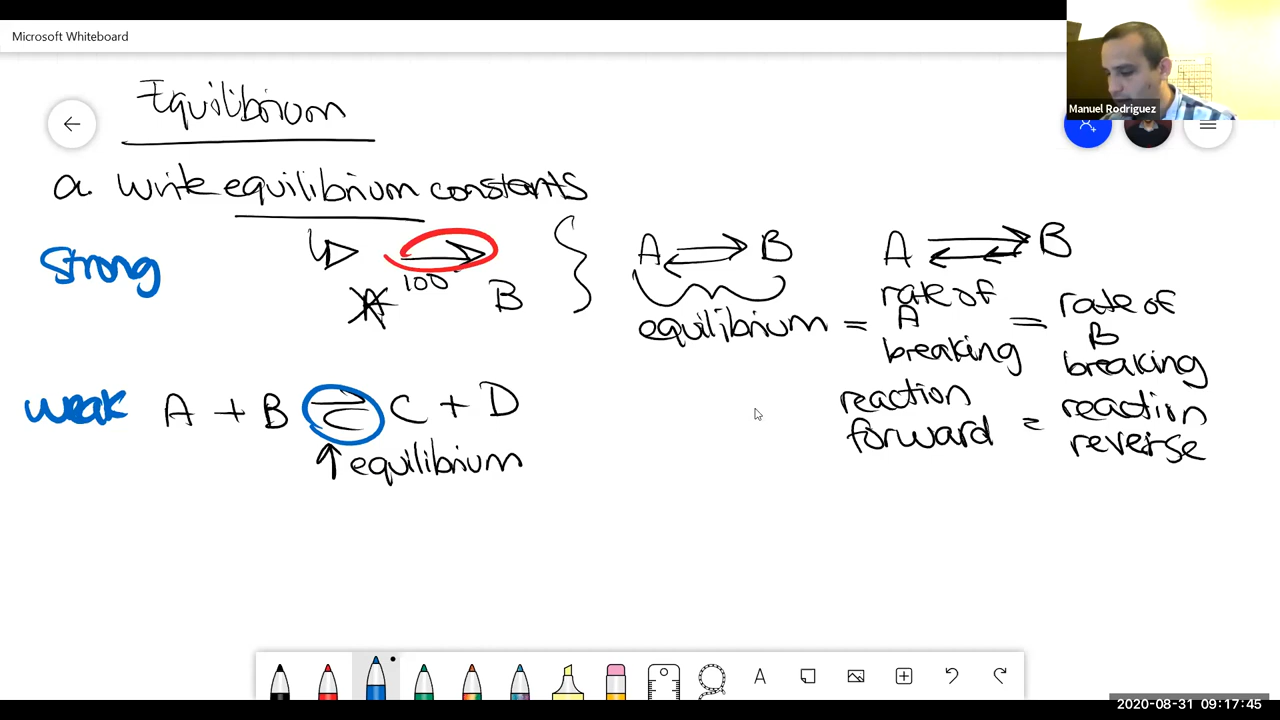 Microsoft Whiteboard
Manuel Rodriguez
Equilibrium
a. write equilibrium constants
Strong
100
A B
A ⇄ B
equilibrium =
A ⇄ B
rate of A breaking = rate of B breaking
reaction forward = reaction reverse
weak A + B ⇌ C + D
↑ equilibrium
A
2020-08-31 09:17:45